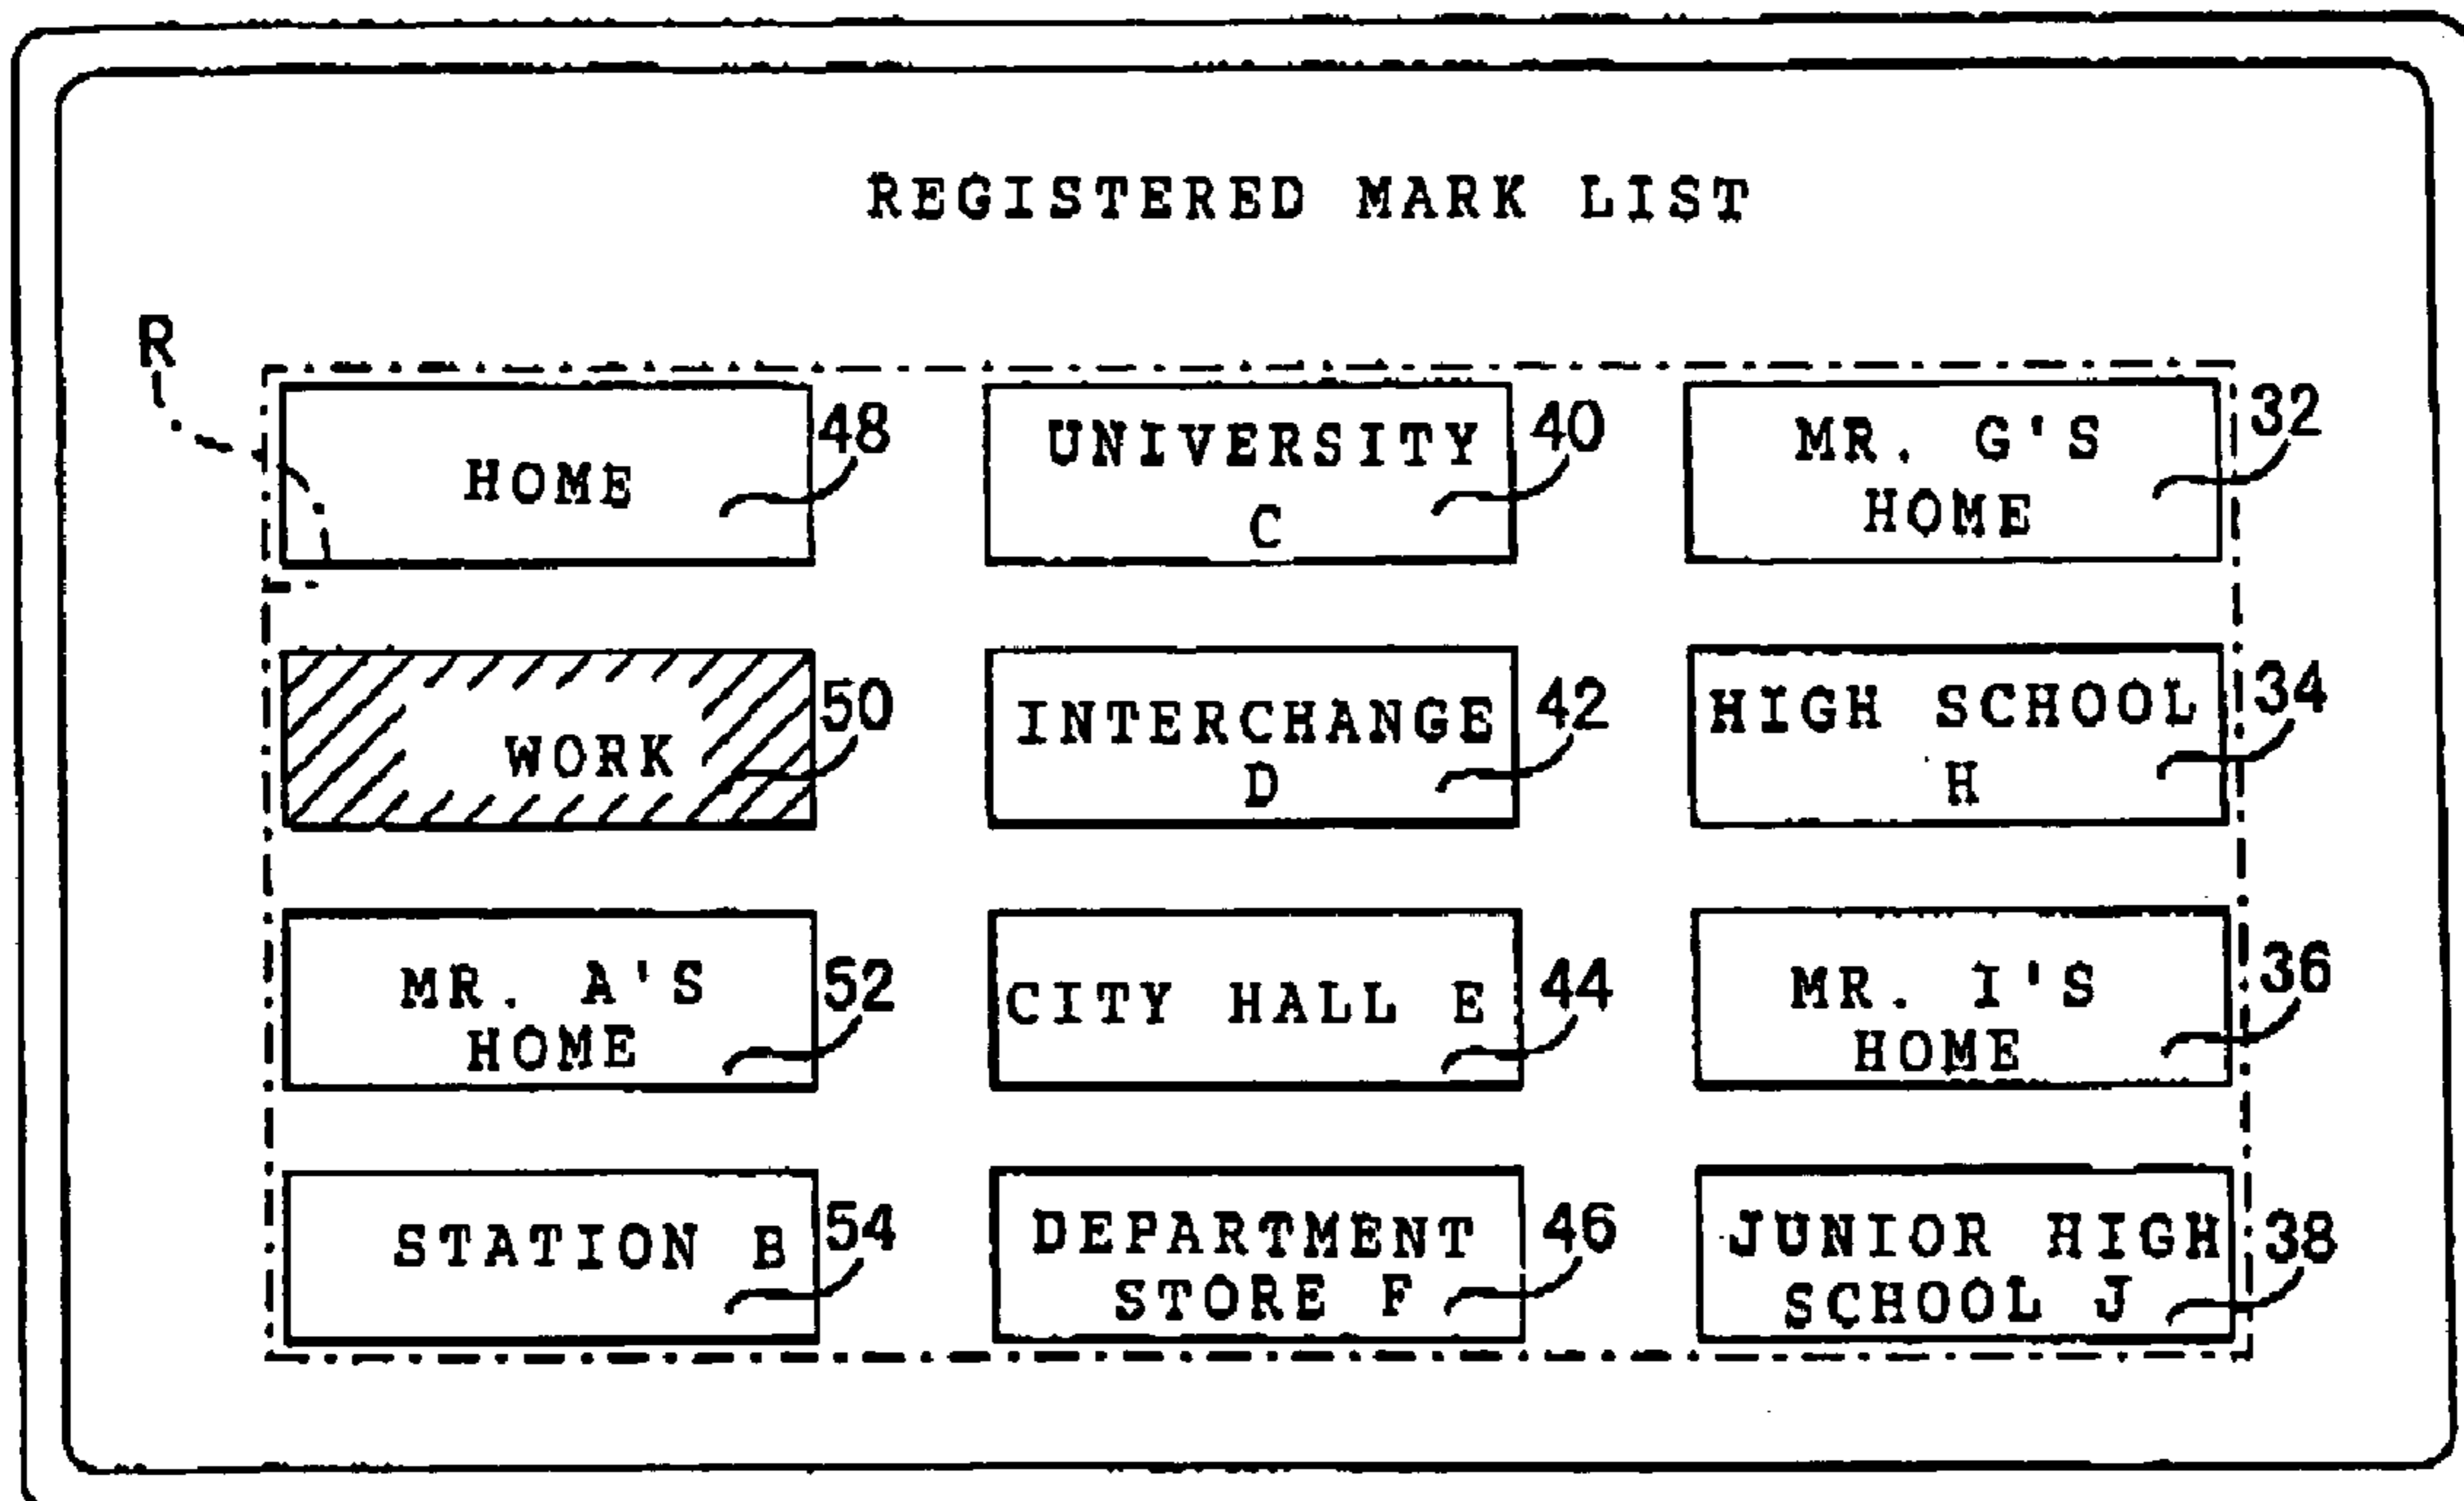 REGISTERED MARK LIST
R
HOME
48
UNIVERSITY
C
40
MR. G'S
HOME
32
WORK
50
INTERCHANGE
D
42
HIGH SCHOOL
H
34
MR. A'S
HOME
52
CITY HALL E
44
MR. I'S
HOME
36
STATION B
54
DEPARTMENT
STORE F
46
JUNIOR HIGH
SCHOOL J
38